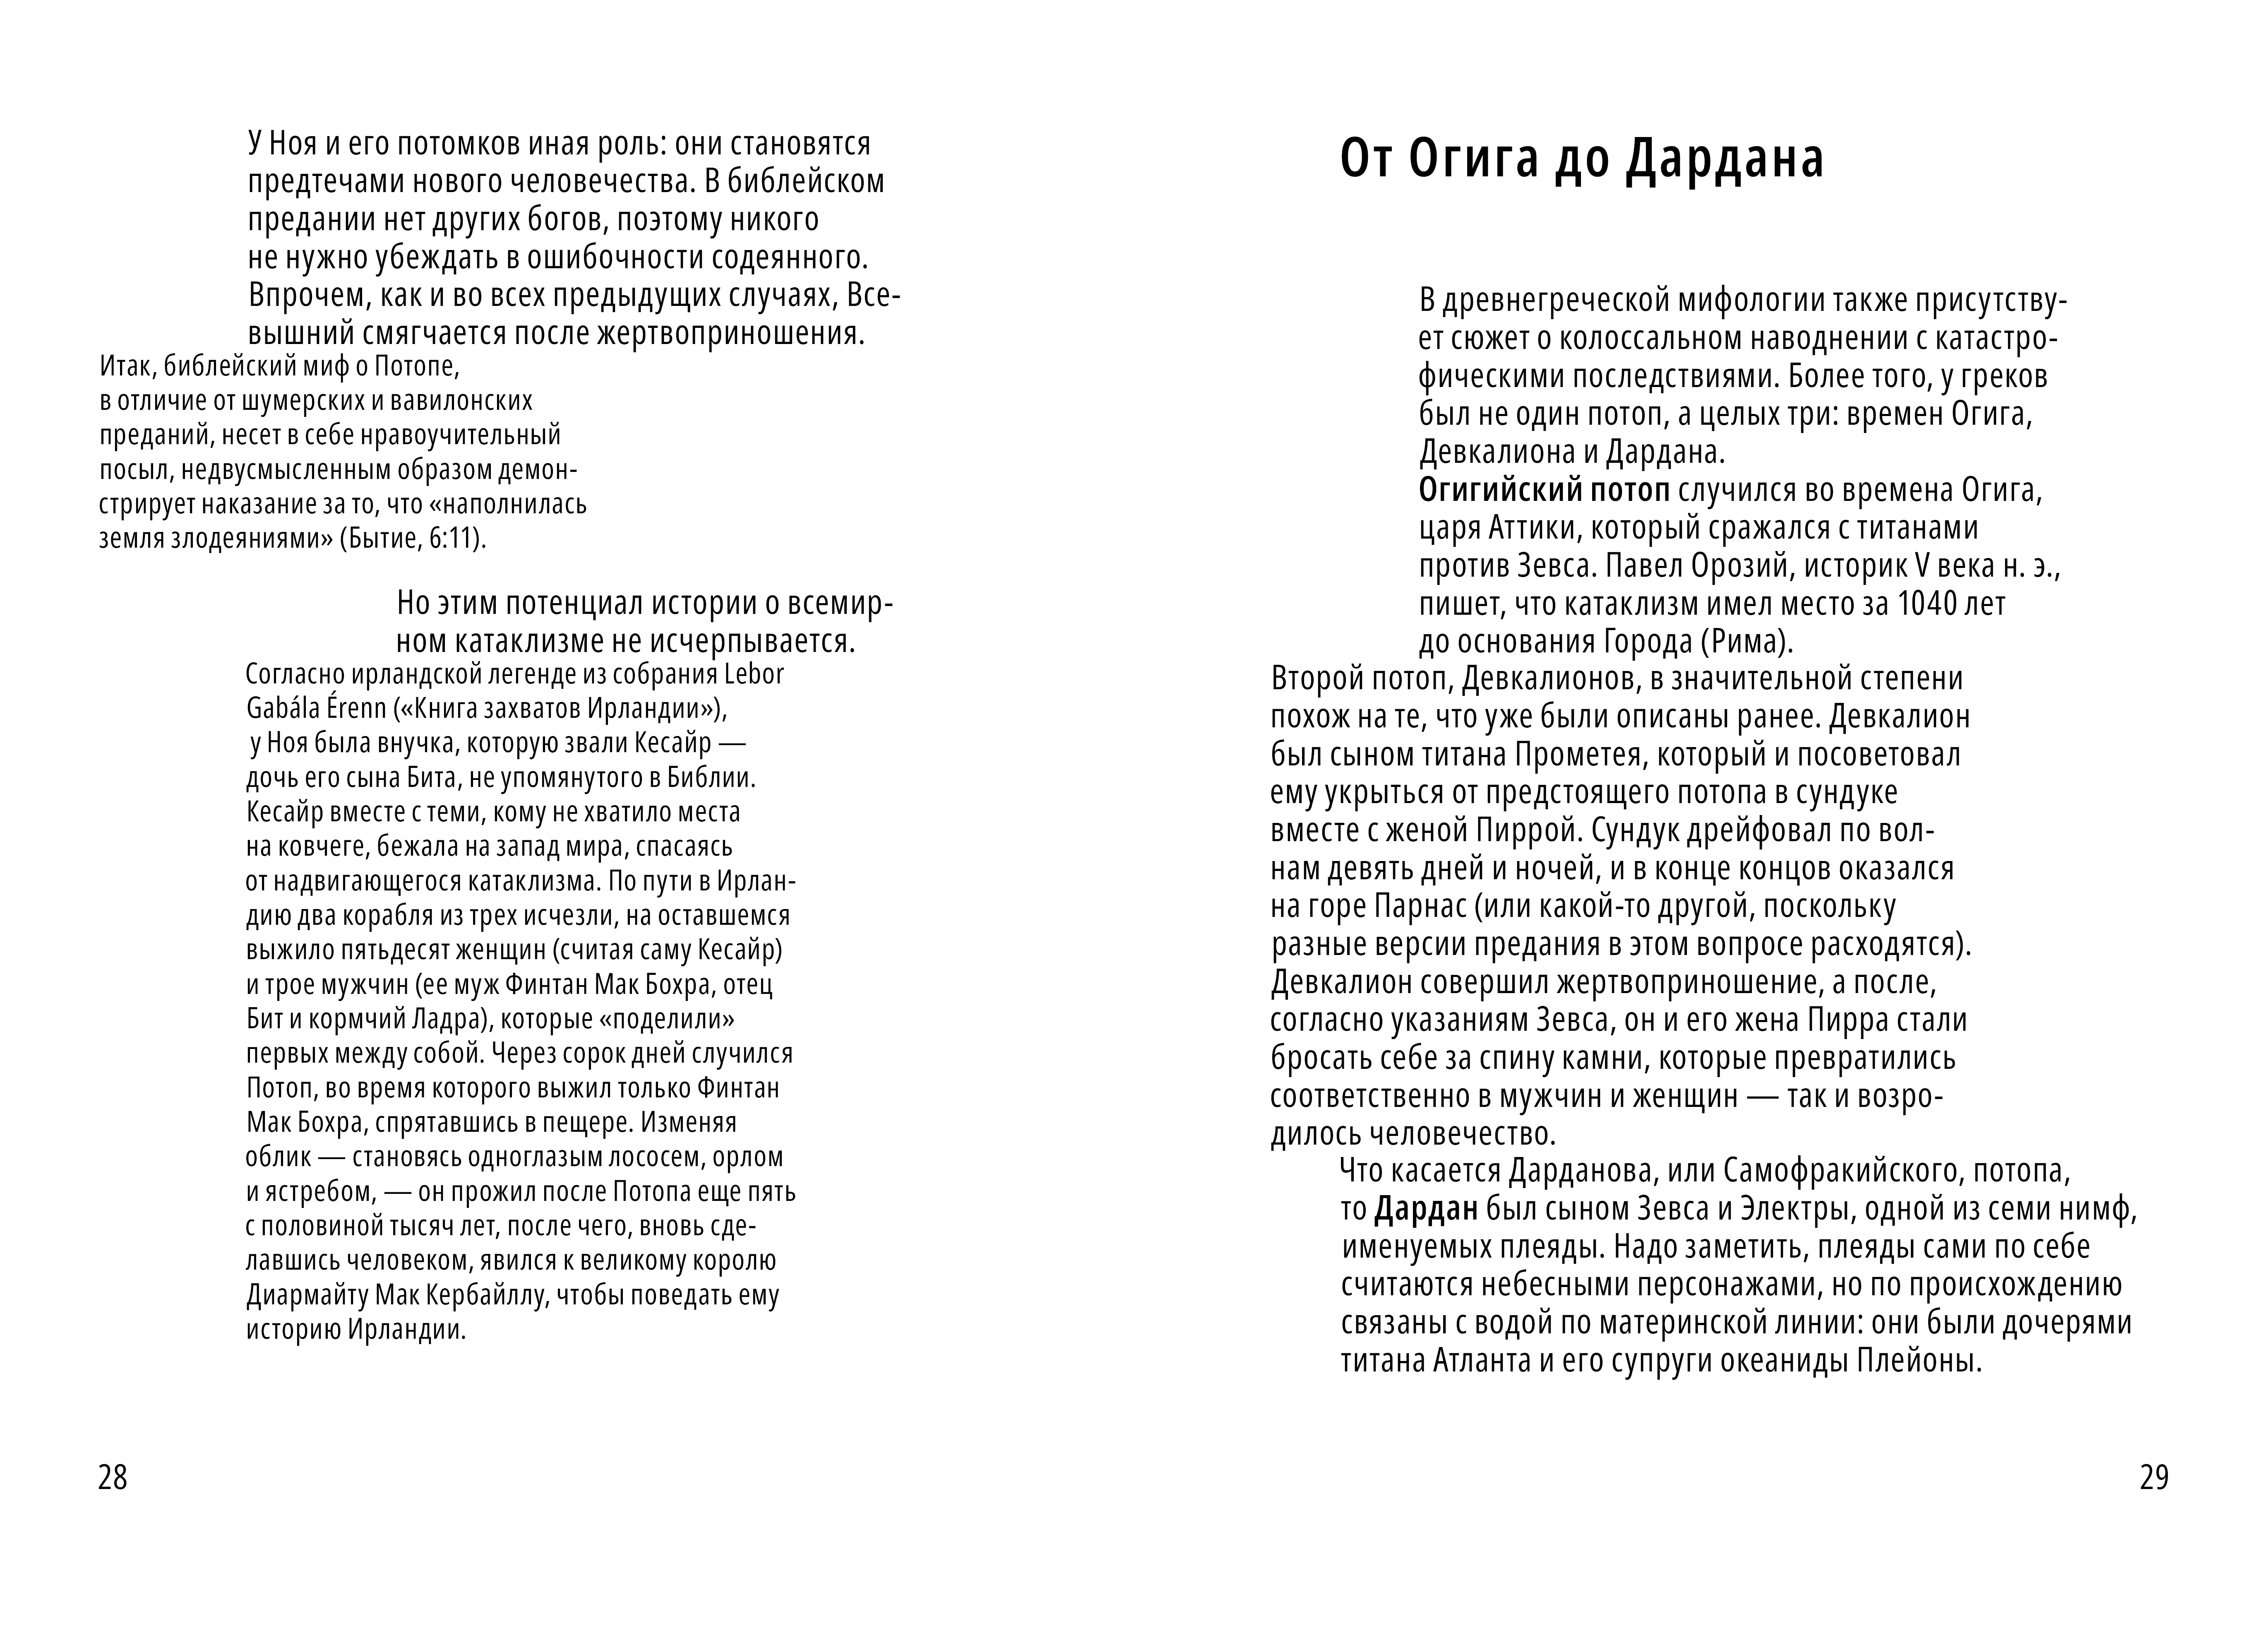 У Ноя и его потомков иная роль: они становятся
предтечами нового человечества. В библейском
предании нет других богов, поэтому никого
не нужно убеждать в ошибочности содеянного.
Впрочем, как и во всех предыдущих случаях, Все-
вышний смягчается после жертвоприношения.
Итак, библейский миф о Потопе,
в отличие от шумерских и вавилонских
преданий, несет в себе нравоучительный
посыл, недвусмысленным образом демон-
стрирует наказание за то, что «наполнилась
земля злодеяниями» (Бытие, 6:11).
Но этим потенциал истории о всемир-
ном катаклизме не исчерпывается.
Согласно ирландской легенде из собрания Lebor
Gabála Érenn («Книга захватов Ирландии»),
у Ноя была внучка, которую звали Кесайр —
дочь его сына Бита, не упомянутого в Библии.
Кесайр вместе с теми, кому не хватило места
на ковчеге, бежала на запад мира, спасаясь
от надвигающегося катаклизма. По пути в Ирлан-
дию два корабля из трех исчезли, на оставшемся
выжило пятьдесят женщин (считая саму Кесайр)
и трое мужчин (ее муж Финтан Мак Бохра, отец
Бит и кормчий Ладра), которые «поделили»
первых между собой. Через сорок дней случился
Потоп, во время которого выжил только Финтан
Мак Бохра, спрятавшись в пещере. Изменяя
облик — становясь одноглазым лососем, орлом
и ястребом, — он прожил после Потопа еще пять
с половиной тысяч лет, после чего, вновь сде-
лавшись человеком, явился к великому королю
Диармайту Мак Кербайллу, чтобы поведать ему
историю Ирландии.
28
От Огига до Дардана
В древнегреческой мифологии также присутству-
ет сюжет о колоссальном наводнении с катастро-
фическими последствиями. Более того, у греков
был не один потоп, а целых три: времен Огига,
Девкалиона и Дардана.
Огигийский потоп случился во времена Огига,
царя Аттики, который сражался с титанами
против Зевса. Павел Орозий, историк V века н. э.,
пишет, что катаклизм имел место за 1040 лет
до основания Города (Рима).
Второй потоп, Девкалионов, в значительной степени
похож на те, что уже были описаны ранее. Девкалион
был сыном титана Прометея, который и посоветовал
ему укрыться от предстоящего потопа в сундуке
вместе с женой Пиррой. Сундук дрейфовал по вол-
нам девять дней и ночей, и в конце концов оказался
на горе Парнас (или какой-то другой, поскольку
разные версии предания в этом вопросе расходятся).
Девкалион совершил жертвоприношение, а после,
согласно указаниям Зевса, он и его жена Пирра стали
бросать себе за спину камни, которые превратились
соответственно в мужчин и женщин — так и возро-
дилось человечество.
Что касается Дарданова, или Самофракийского, потопа,
то Дардан был сыном Зевса и Электры, одной из семи нимф,
именуемых плеяды. Надо заметить, плеяды сами по себе
считаются небесными персонажами, но по происхождению
связаны с водой по материнской линии: они были дочерями
титана Атланта и его супруги океаниды Плейоны.
29